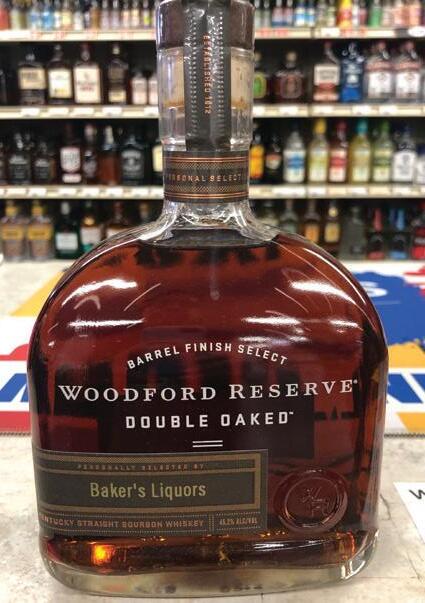 ESTABLISHED 1812
PERSONAL SELECT
BARREL FINISH SELECT
WOODFORD RESERVE
DOUBLE OAKED™
PERSONALLY SELECTED BY
Baker's Liquors
KENTUCKY STRAIGHT BOURBON WHISKEY 45.2% ALC/VOL